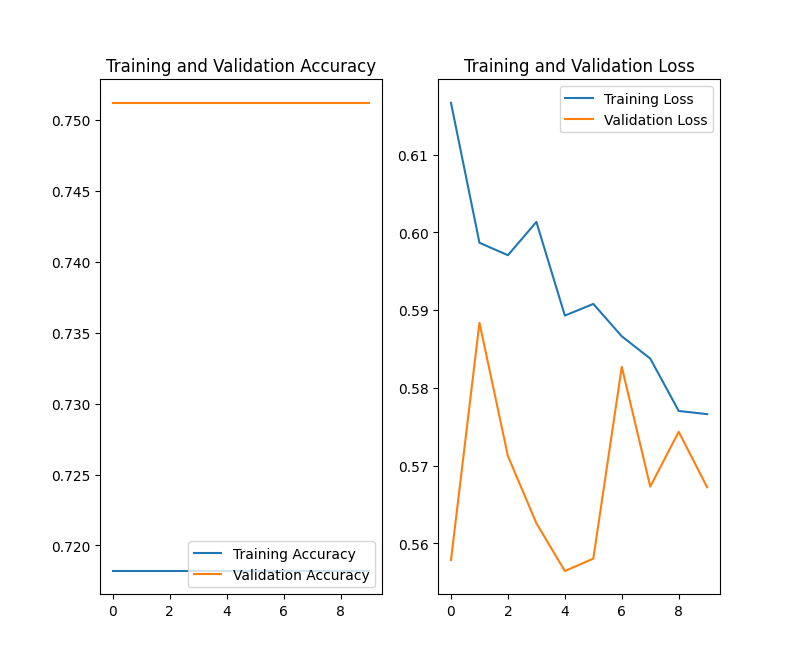 Training and Validation Accuracy
0.750
0.745
0.740
0.735
0.730
0.725
0.720
Training Accuracy
Validation Accuracy
0 2 4 6 8
Training and Validation Loss
Training Loss
Validation Loss
0.61
0.60
0.59
0.58
0.57
0.56
0 2 4 6 8